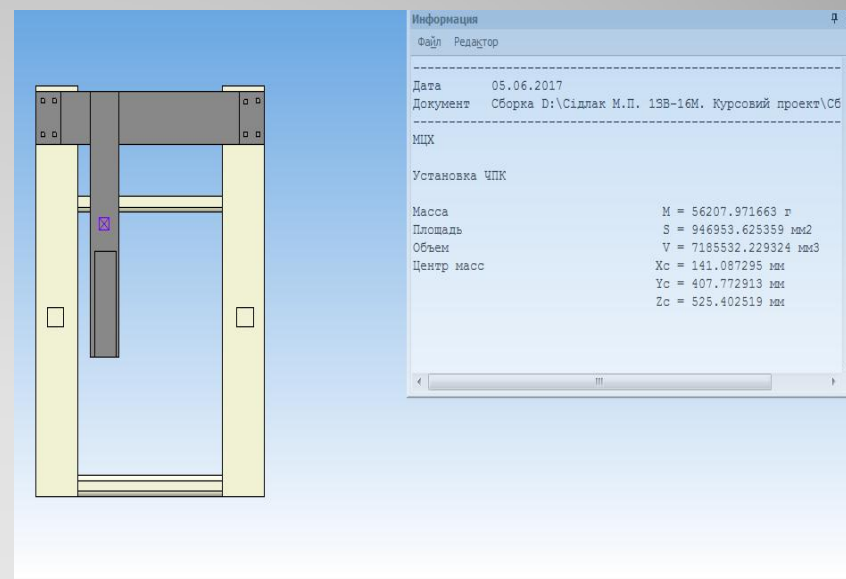 Информация
Файл Редактор
Дата 05.06.2017
Документ Сборка D:\Сідлак М.П. 1ЗВ-16М. Курсовий проект\Сб
МЦХ
Установка ЧПК
Масса M = 56207.971663 г
Площадь S = 946953.625359 мм2
Объем V = 7185532.229324 мм3
Центр масс Xc = 141.087295 мм
Yc = 407.772913 мм
Zc = 525.402519 мм